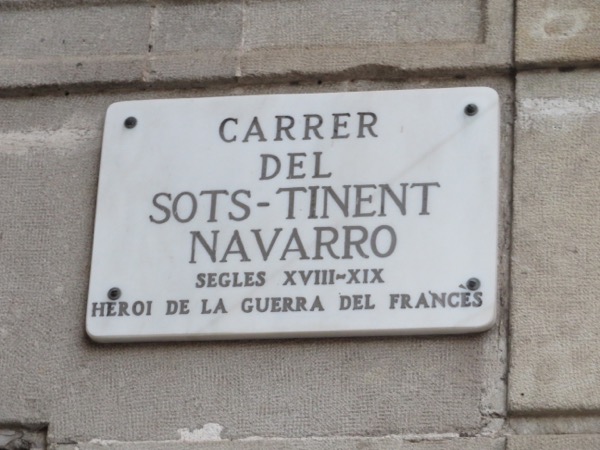 CARRER
DEL
SOTS-TINENT
NAVARRO
SEGLES XVIII-XIX
HEROI DE LA GUERRA DEL FRANCÈS